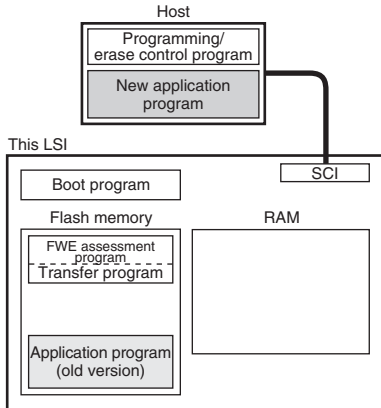 Host
Programming/
erase control program
New application
program
This LSI
SCI
Boot program
Flash memory
RAM
FWE assessment
program
Transfer program
Application program
(old version)